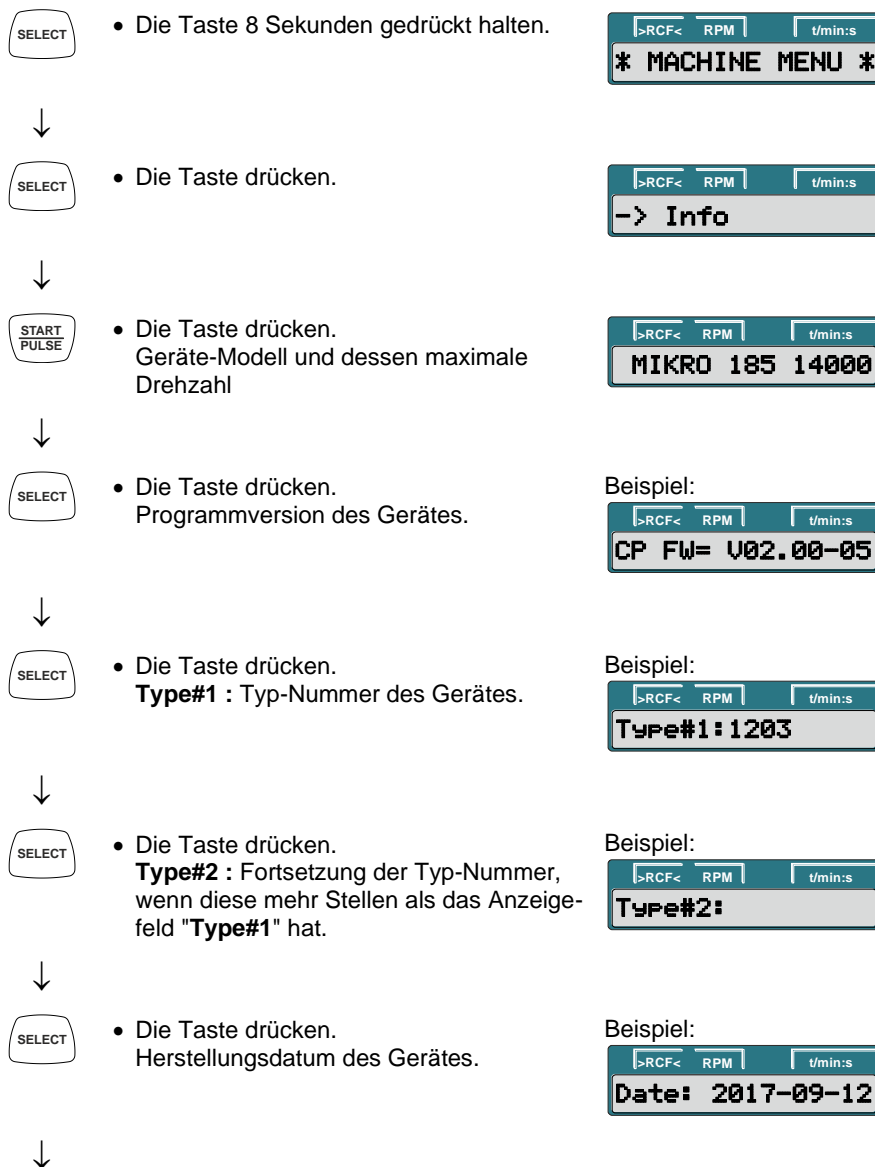 SELECT
• Die Taste 8 Sekunden gedrückt halten.
>RCF< RPM t/min:s
* MACHINE MENU *
↓
SELECT
• Die Taste drücken.
>RCF< RPM t/min:s
-> Info
↓
START
PULSE
• Die Taste drücken.
Geräte-Modell und dessen maximale
Drehzahl
>RCF< RPM t/min:s
MIKRO 185 14000
↓
SELECT
• Die Taste drücken.
Programmversion des Gerätes.
Beispiel:
>RCF< RPM t/min:s
CP FW= V02.00-05
↓
SELECT
• Die Taste drücken.
Type#1 : Typ-Nummer des Gerätes.
Beispiel:
>RCF< RPM t/min:s
Type#1:1203
↓
SELECT
• Die Taste drücken.
Type#2 : Fortsetzung der Typ-Nummer,
wenn diese mehr Stellen als das Anzeige-
feld "Type#1" hat.
Beispiel:
>RCF< RPM t/min:s
Type#2:
↓
SELECT
• Die Taste drücken.
Herstellungsdatum des Gerätes.
Beispiel:
>RCF< RPM t/min:s
Date: 2017-09-12
↓